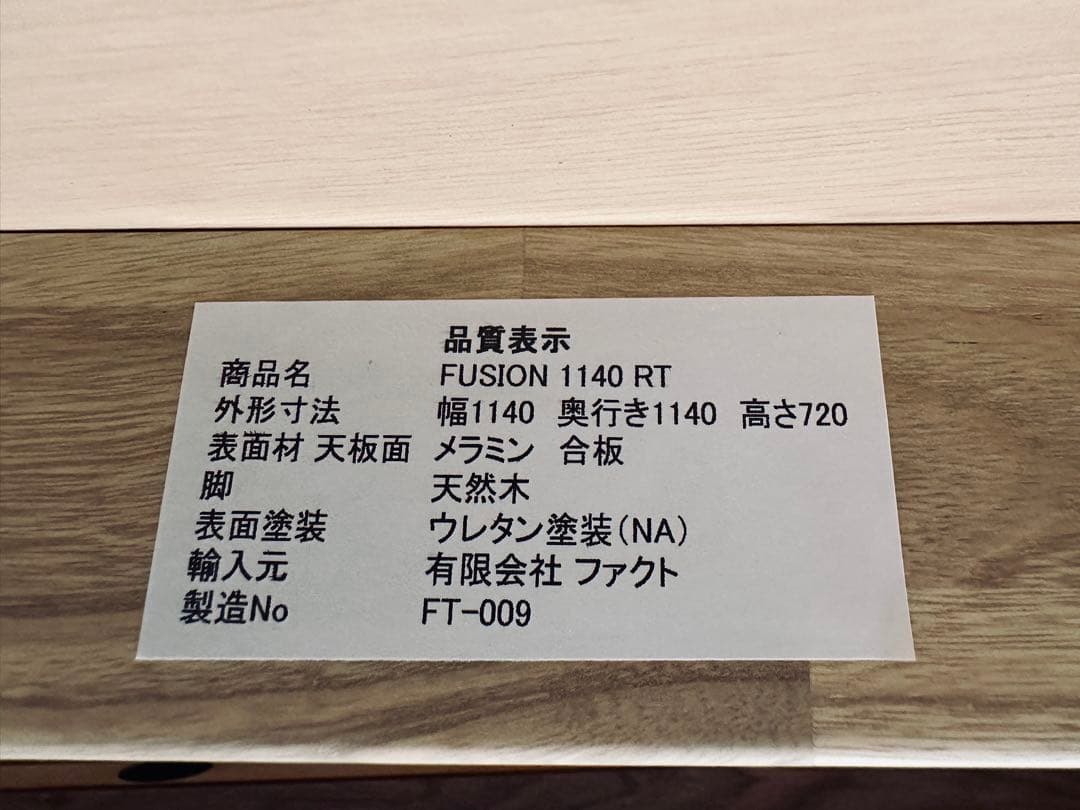 品質表示
商品名 FUSION 1140 RT
外形寸法 幅1140 奥行き1140 高さ720
表面材 天板面 メラミン 合板
脚 天然木
表面塗装 ウレタン塗装(NA)
輸入元 有限会社 ファクト
製造No FT-009